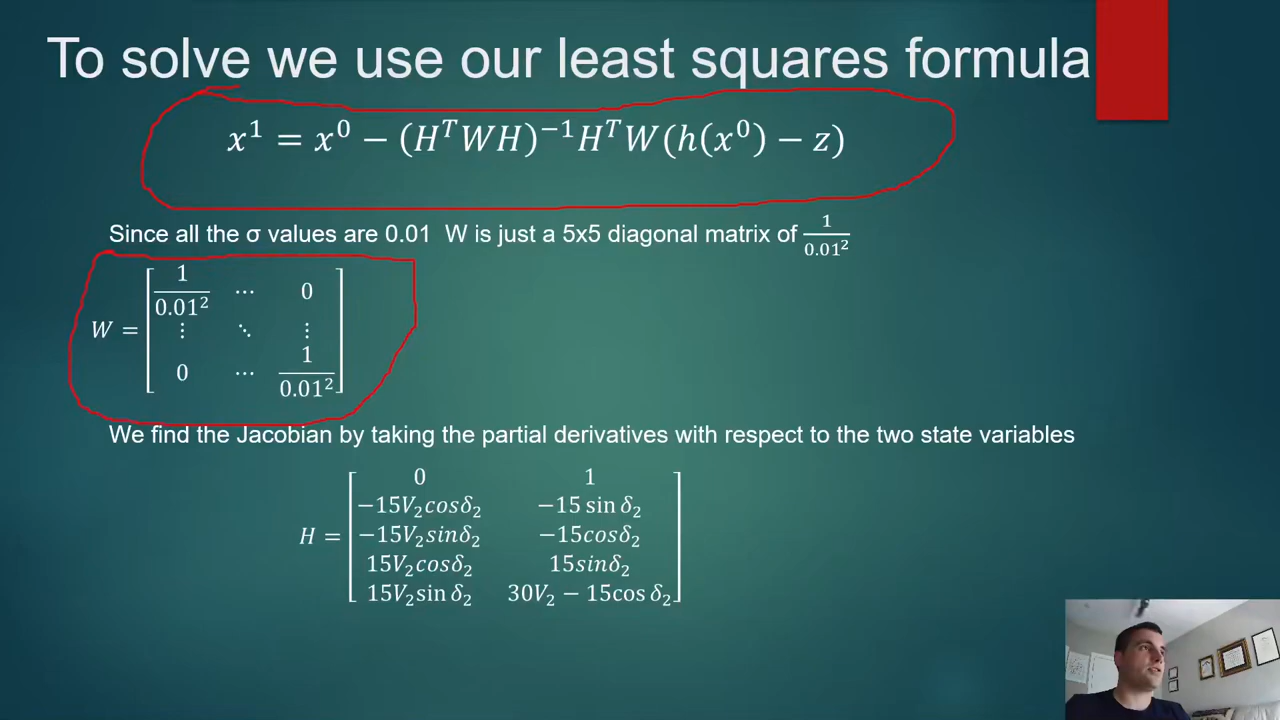 To solve we use our least squares formula
x¹ = x⁰ − (HᵀWH)⁻¹HᵀW(h(x⁰) − z)
Since all the σ values are 0.01 W is just a 5x5 diagonal matrix of 1/0.01²
W = [1/0.01² ⋯ 0
⋮ ⋱ ⋮
0 ⋯ 1/0.01²]
We find the Jacobian by taking the partial derivatives with respect to the two state variables
H = [0 1
−15V₂cosδ₂ −15 sin δ₂
−15V₂sinδ₂ −15cosδ₂
15V₂cosδ₂ 15sinδ₂
15V₂sin δ₂ 30V₂ − 15cos δ₂]